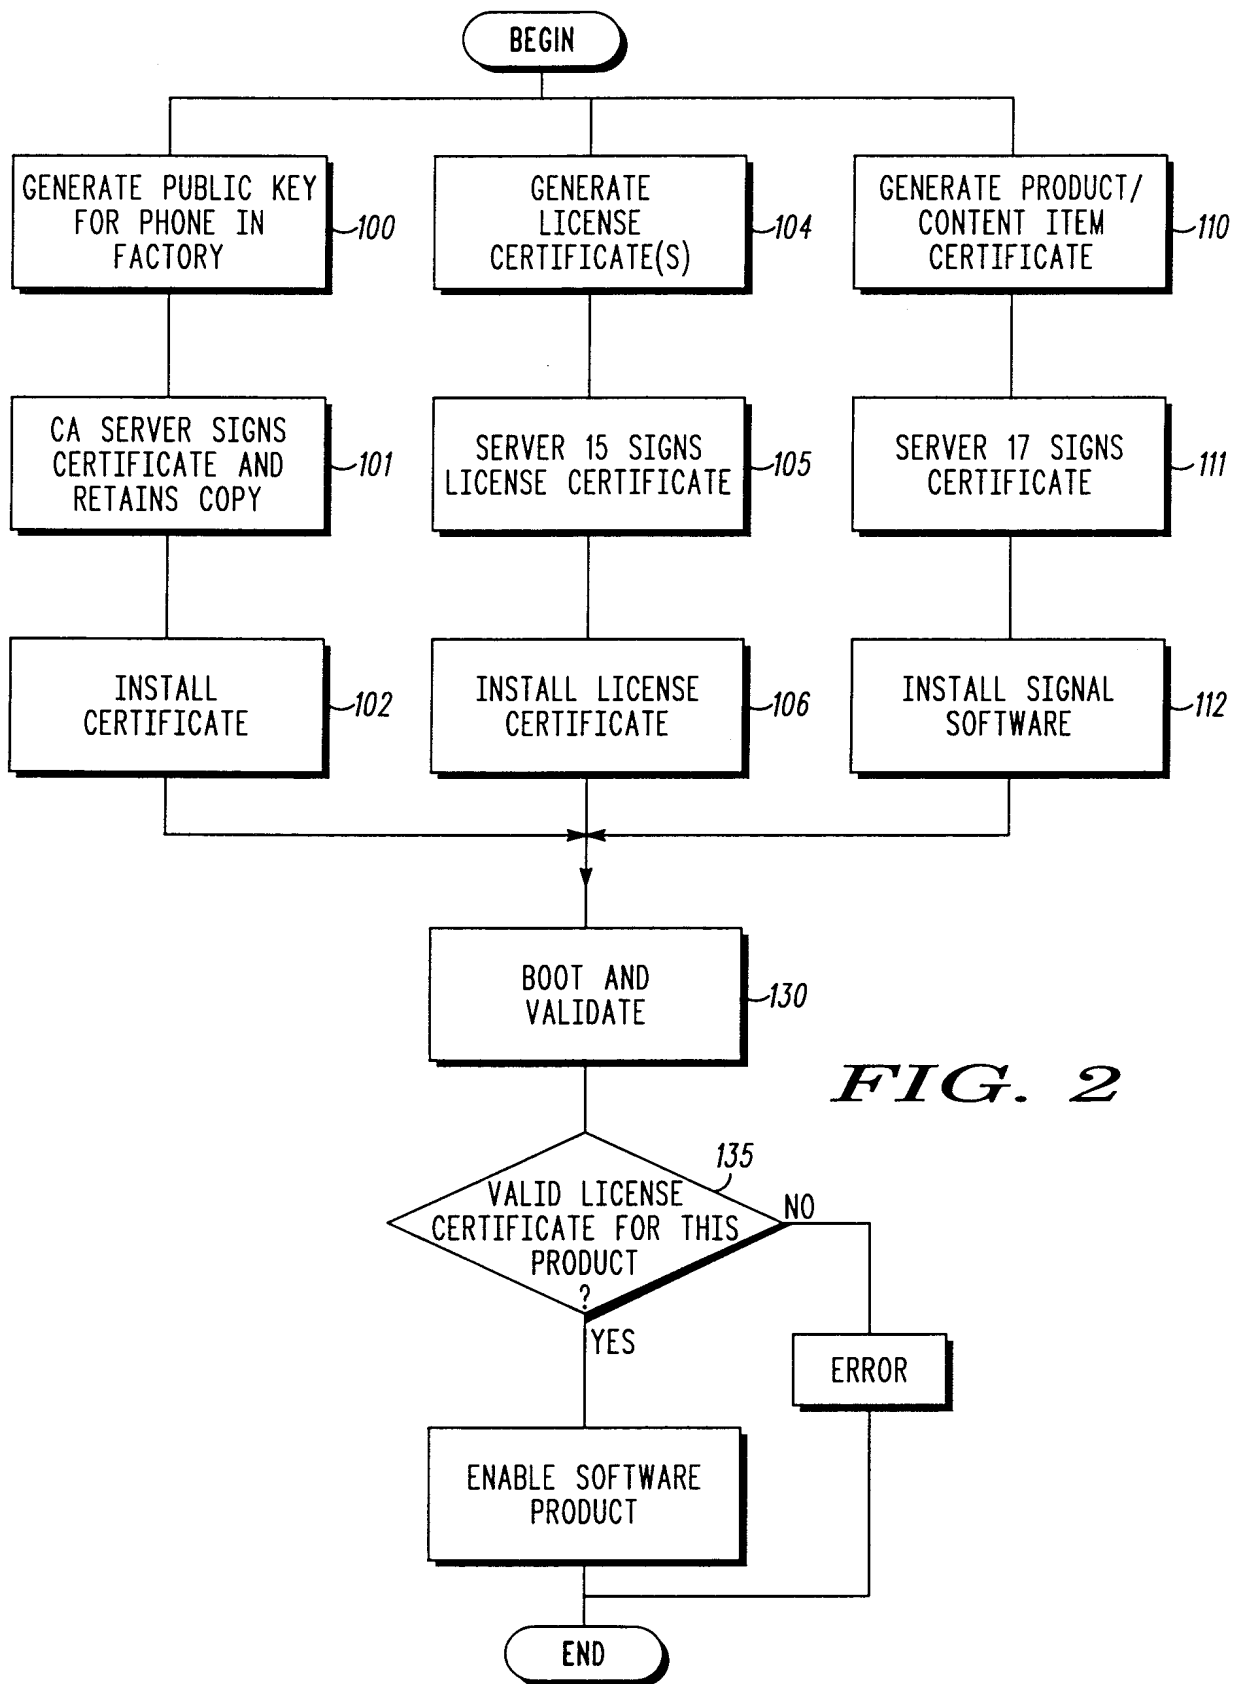 BEGIN
GENERATE PUBLIC KEY
FOR PHONE IN
FACTORY
100
GENERATE
LICENSE
CERTIFICATE(S)
104
GENERATE PRODUCT/
CONTENT ITEM
CERTIFICATE
110
CA SERVER SIGNS
CERTIFICATE AND
RETAINS COPY
101
SERVER 15 SIGNS
LICENSE CERTIFICATE
105
SERVER 17 SIGNS
CERTIFICATE
111
INSTALL
CERTIFICATE
102
INSTALL LICENSE
CERTIFICATE
106
INSTALL SIGNAL
SOFTWARE
112
BOOT AND
VALIDATE
130
FIG. 2
135
VALID LICENSE
CERTIFICATE FOR THIS
PRODUCT
?
NO
YES
ERROR
ENABLE SOFTWARE
PRODUCT
END